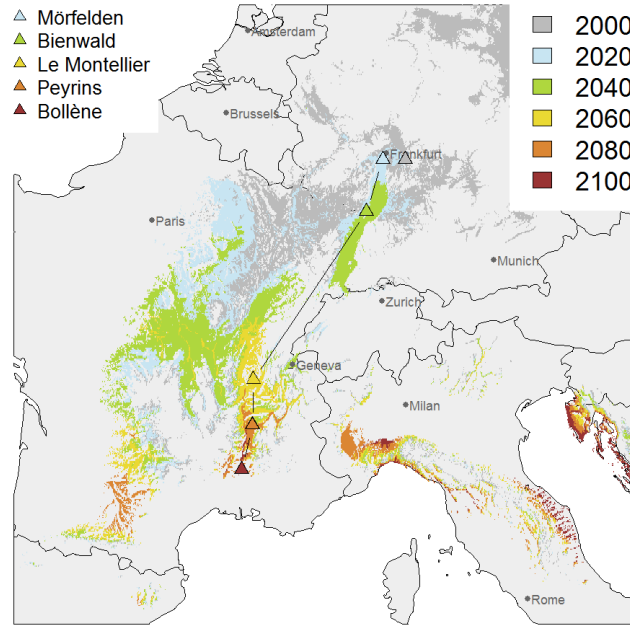 Mörfelden
Bienwald
Le Montellier
Peyrins
Bollène
2000
2020
2040
2060
2080
2100
Amsterdam
Brussels
Frankfurt
Paris
Munich
Zurich
Geneva
Milan
Rome